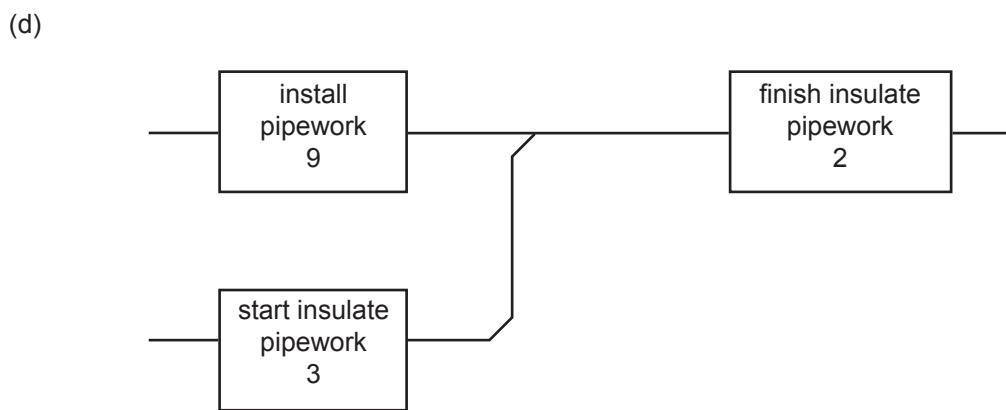 (d)
install
pipework
9
finish insulate
pipework
2
start insulate
pipework
3